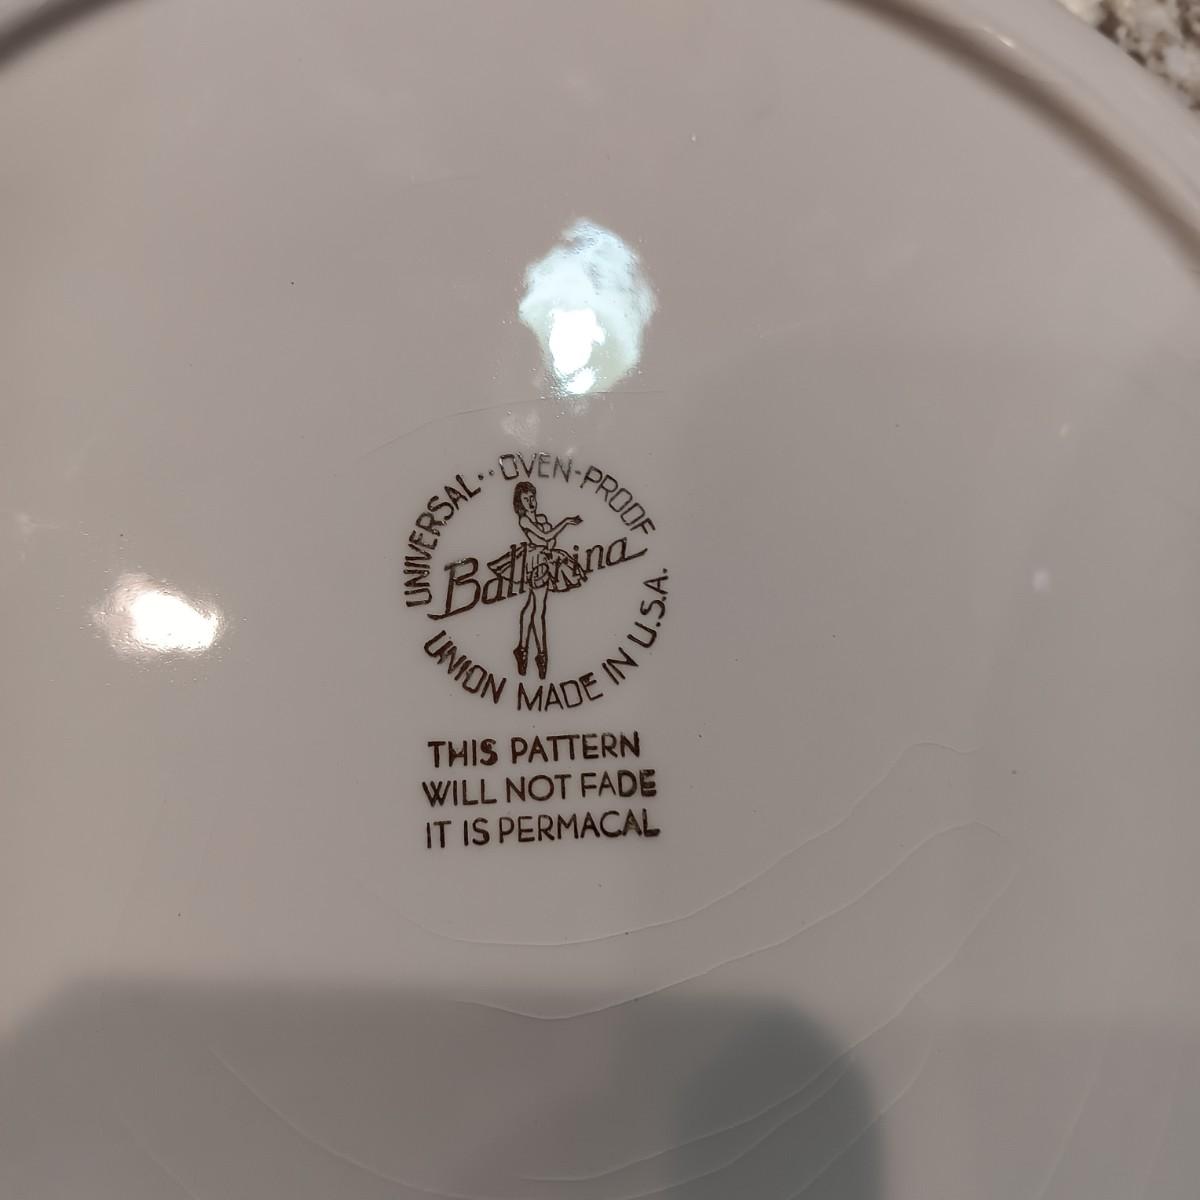 UNIVERSAL·· OVEN-PROOF
Ballerina
UNION MADE IN U.S.A.
THIS PATTERN
WILL NOT FADE
IT IS PERMACAL